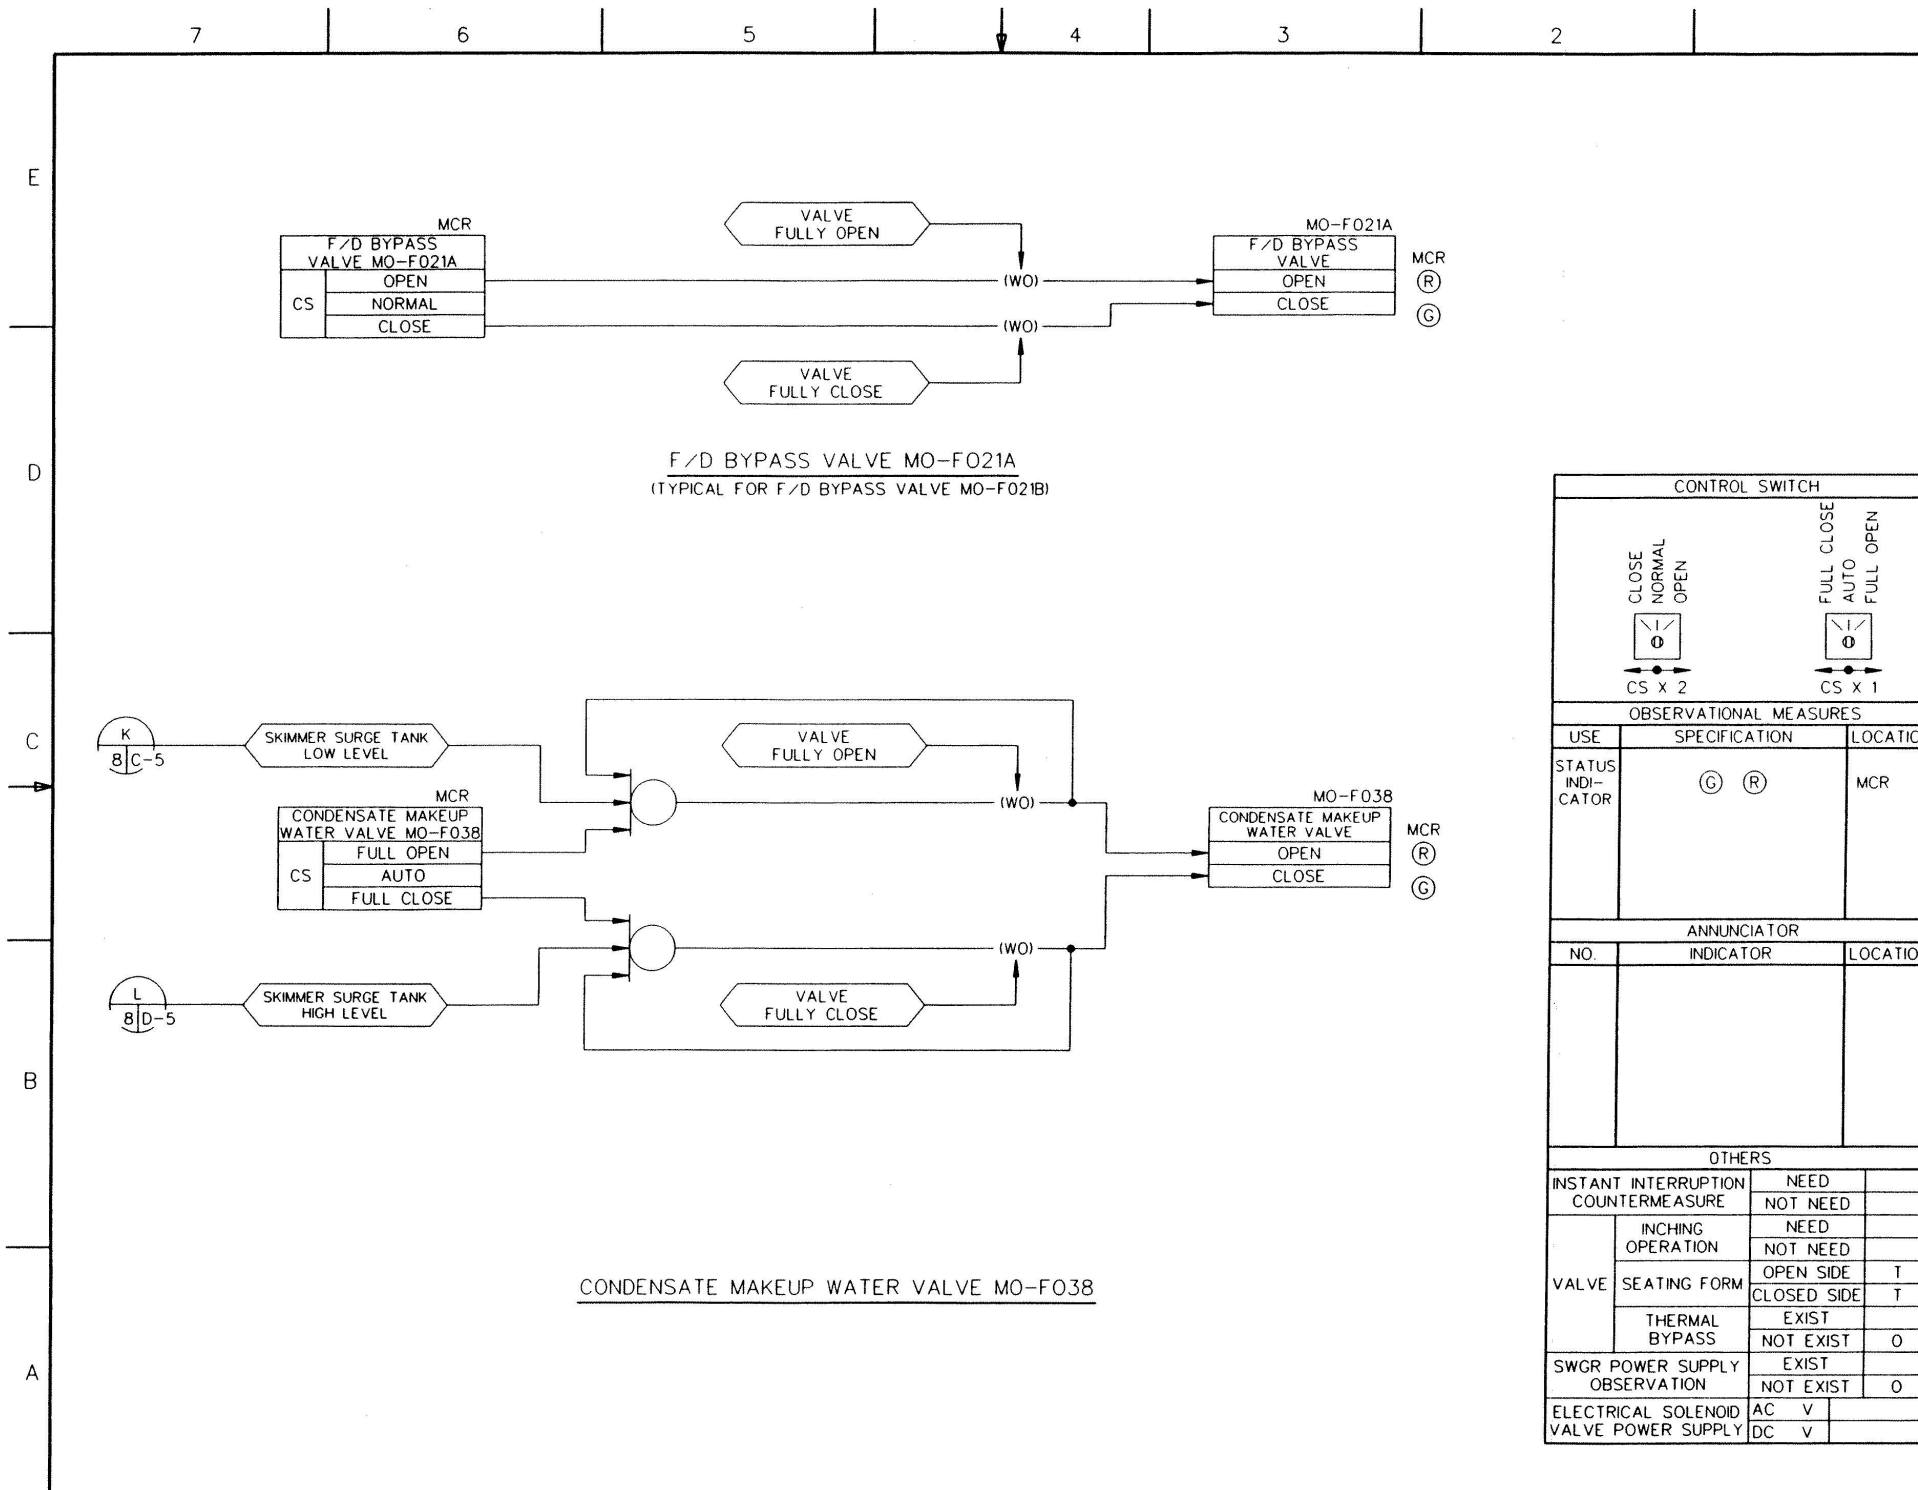 7 6 5 4 3 2
E
D
C
B
A
MCR
F/D BYPASS
VALVE MO-F021A
CS
OPEN
NORMAL
CLOSE
VALVE
FULLY OPEN
(WO)
(WO)
VALVE
FULLY CLOSE
MO-F021A
F/D BYPASS
VALVE
OPEN
CLOSE
MCR
R
G
F/D BYPASS VALVE MO-F021A
(TYPICAL FOR F/D BYPASS VALVE MO-F021B)
K
8 C-5
SKIMMER SURGE TANK
LOW LEVEL
VALVE
FULLY OPEN
(WO)
MCR
CONDENSATE MAKEUP
WATER VALVE MO-F038
CS
FULL OPEN
AUTO
FULL CLOSE
MO-F038
CONDENSATE MAKEUP
WATER VALVE
OPEN
CLOSE
MCR
R
G
L
8 D-5
SKIMMER SURGE TANK
HIGH LEVEL
(WO)
VALVE
FULLY CLOSE
CONDENSATE MAKEUP WATER VALVE MO-F038
CONTROL SWITCH
CLOSE
NORMAL
OPEN
CS X 2
FULL CLOSE
AUTO
FULL OPEN
CS X 1
OBSERVATIONAL MEASURES
USE SPECIFICATION LOCATIO
STATUS
INDI-
CATOR
G R
MCR
ANNUNCIATOR
NO. INDICATOR LOCATIO
OTHERS
INSTANT INTERRUPTION
COUNTERMEASURE
NEED
NOT NEED
VALVE
INCHING
OPERATION
NEED
NOT NEED
SEATING FORM
OPEN SIDE T
CLOSED SIDE T
THERMAL
BYPASS
EXIST
NOT EXIST O
SWGR POWER SUPPLY
OBSERVATION
EXIST
NOT EXIST O
ELECTRICAL SOLENOID
VALVE POWER SUPPLY
AC V
DC V